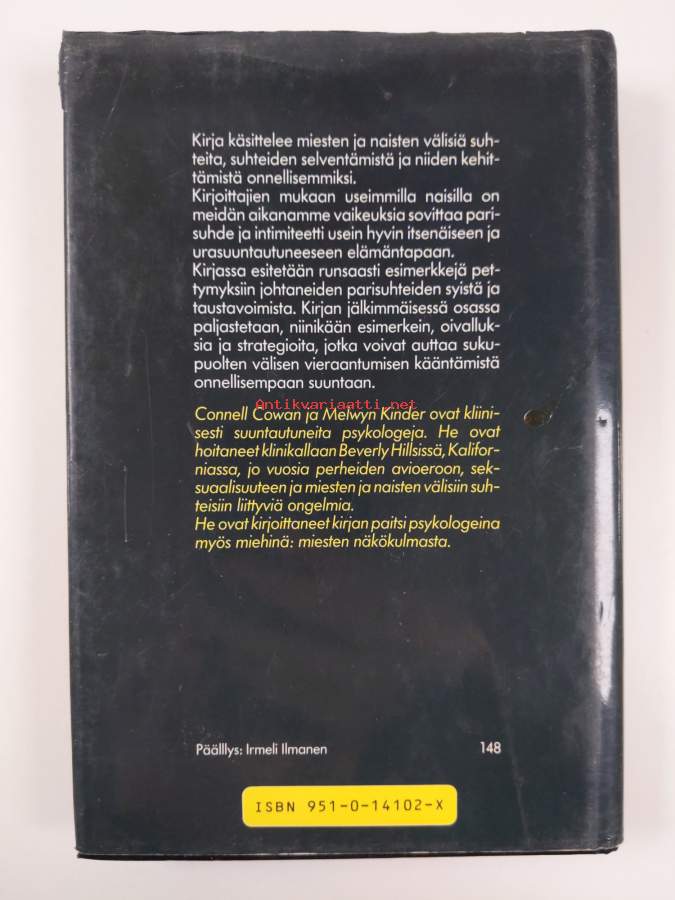 Kirja käsittelee miesten ja naisten välisiä suh-
teita, suhteiden selventämistä ja niiden kehit-
tämistä onnellisemmiksi.
Kirjoittajien mukaan useimmilla naisilla on
meidän aikanamme vaikeuksia sovittaa pari-
suhde ja intimiteetti usein hyvin itsenäiseen ja
urasuuntautuneeseen elämäntapaan.
Kirjassa esitetään runsaasti esimerkkejä pet-
tymyksiin johtaneiden parisuhteiden syistä ja
taustavoimista. Kirjan jälkimmäisessä osassa
paljastetaan, niinikään esimerkein, oivalluk-
sia ja strategioita, jotka voivat auttaa suku-
puolten välisen vieraantumisen kääntämistä
onnellisempaan suuntaan.
Antikvariaatti.net
Connell Cowan ja Melwyn Kinder ovat kliini-
sesti suuntautuneita psykologeja. He ovat
hoitaneet klinikallaan Beverly Hillsissä, Kalifor-
niassa, jo vuosia perheiden avioeroon, sek-
suaalisuuteen ja miesten ja naisten välisiin suh-
teisiin liittyviä ongelmia.
He ovat kirjoittaneet kirjan paitsi psykologeina
myös miehinä: miesten näkökulmasta.
Päälllys: Irmeli Ilmanen 148
ISBN 951-0-14102-X